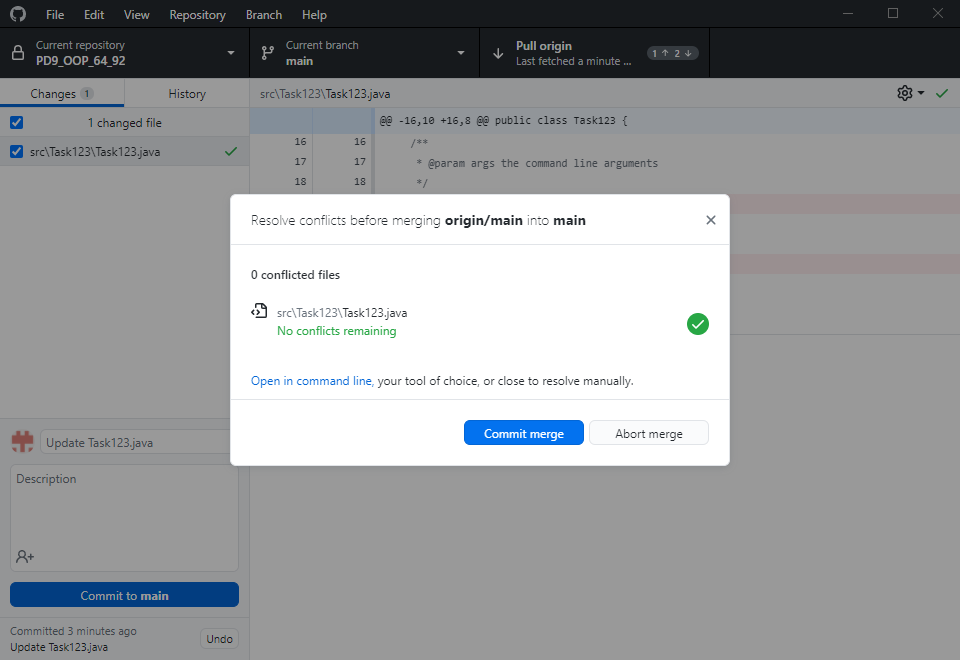 File Edit View Repository Branch Help
Current repository
PD9_OOP_64_92
Current branch
main
Pull origin
Last fetched a minute ...
1 ↑ 2 ↓
Changes 1
History
src\Task123\Task123.java
1 changed file
src\Task123\Task123.java
@@ -16,10 +16,8 @@ public class Task123 {
16 16 /**
17 17 * @param args the command line arguments
18 18 */
Resolve conflicts before merging origin/main into main
0 conflicted files
src\Task123\Task123.java
No conflicts remaining
Open in command line, your tool of choice, or close to resolve manually.
Commit merge
Abort merge
Update Task123.java
Description
Commit to main
Committed 3 minutes ago
Update Task123.java
Undo